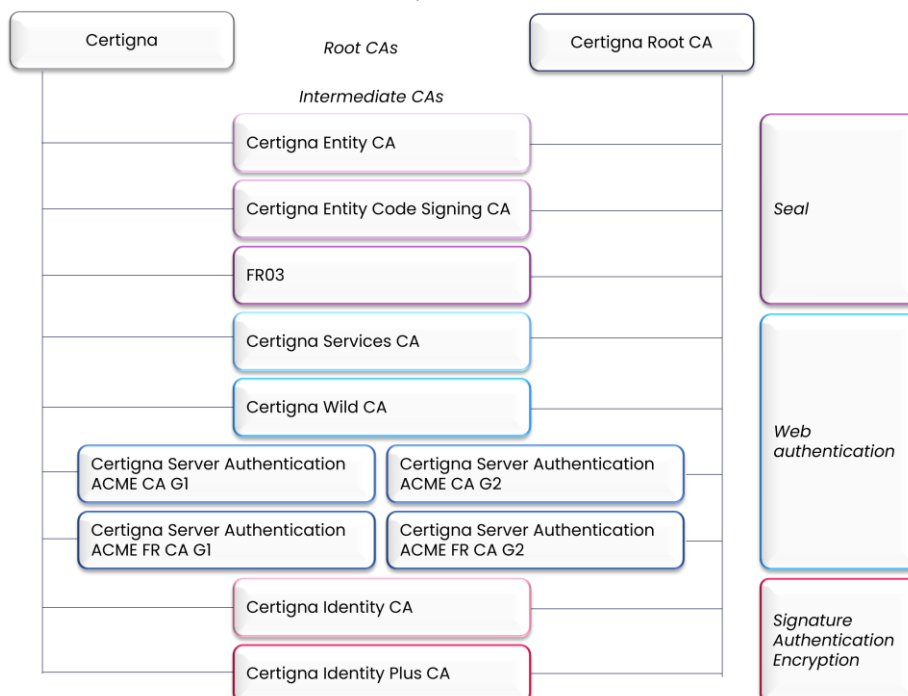 Certigna
Root CAs
Certigna Root CA
Intermediate CAs
Certigna Entity CA
Certigna Entity Code Signing CA
Seal
FR03
Certigna Services CA
Certigna Wild CA
Web
authentication
Certigna Server Authentication
ACME CA G1
Certigna Server Authentication
ACME CA G2
Certigna Server Authentication
ACME FR CA G1
Certigna Server Authentication
ACME FR CA G2
Certigna Identity CA
Certigna Identity Plus CA
Signature
Authentication
Encryption